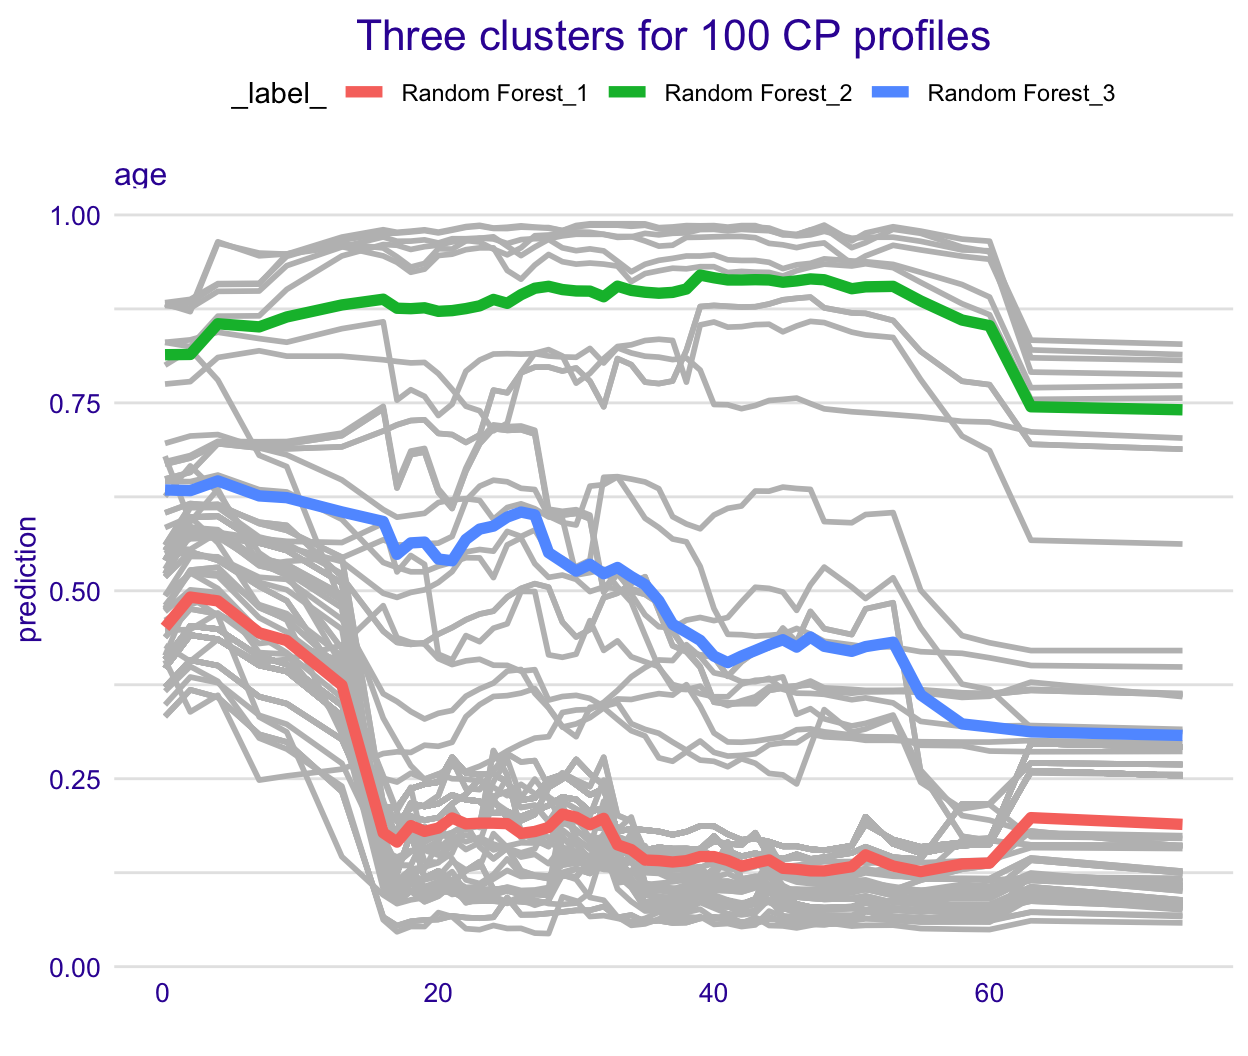 Three clusters for 100 CP profiles
_label_ Random Forest_1 Random Forest_2 Random Forest_3
age
1.00
0.75
0.50
0.25
0.00
prediction
0 20 40 60